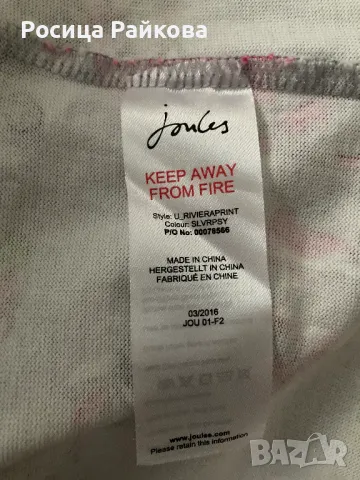 Росица Райкова
Joules
KEEP AWAY
FROM FIRE
Style: U_RIVIERAPRINT
Colour: SLVRPSY
P/O No: 00078566
MADE IN CHINA
HERGESTELLT IN CHINA
FABRIQUÉ EN CHINE
03/2016
JOU 01-F2
www.joules.com
Please retain this information
BAZAR